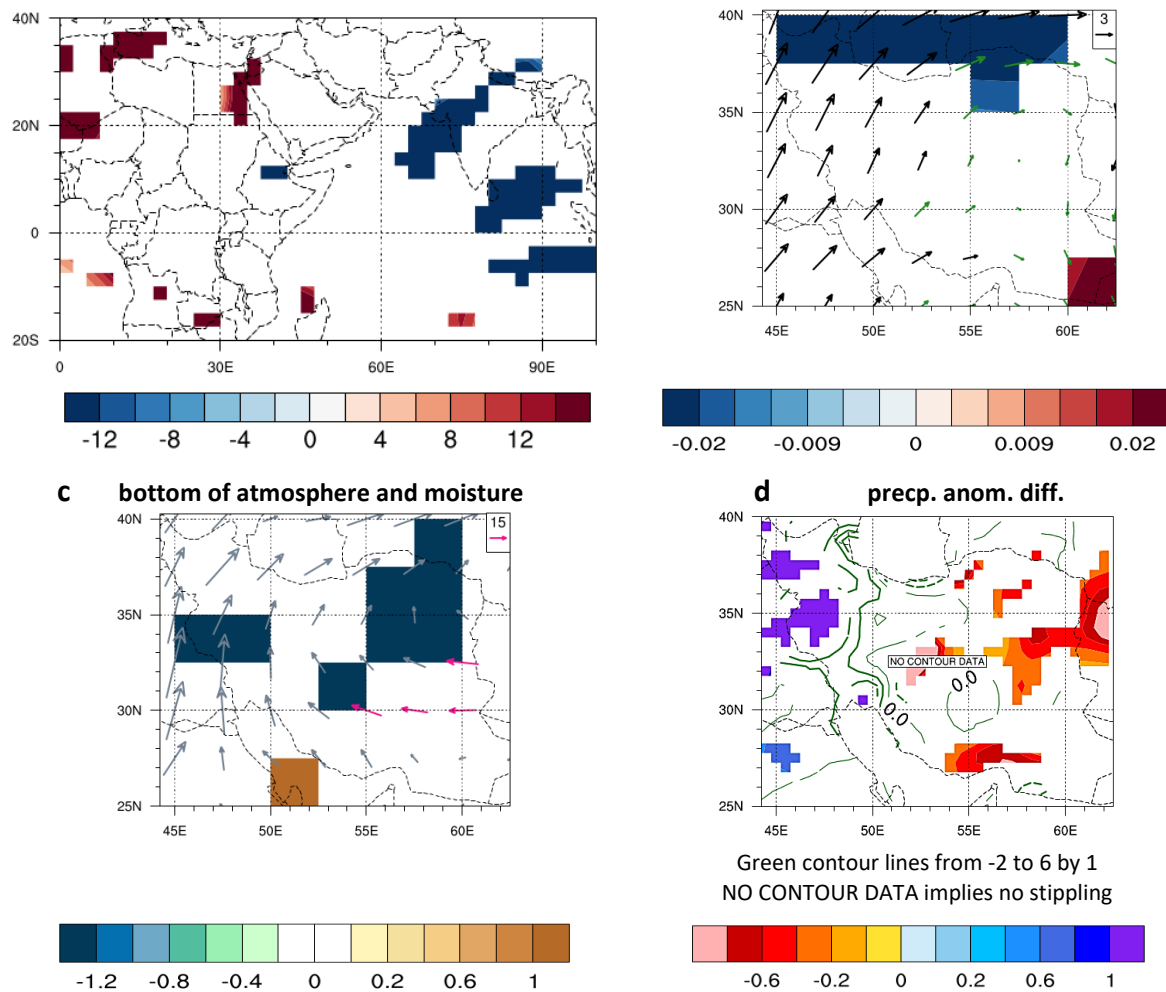 40N
20N
0
20S
0 30E 60E 90E
-12 -8 -4 0 4 8 12
40N
35N
30N
25N
3
45E 50E 55E 60E
-0.02 -0.009 0 0.009 0.02
c bottom of atmosphere and moisture
40N
35N
30N
25N
15
45E 50E 55E 60E
-1.2 -0.8 -0.4 0 0.2 0.6 1
d precp. anom. diff.
40N
35N
30N
25N
NO CONTOUR DATA
0.0
0.0
45E 50E 55E 60E
Green contour lines from -2 to 6 by 1
NO CONTOUR DATA implies no stippling
-0.6 -0.2 0 0.2 0.6 1